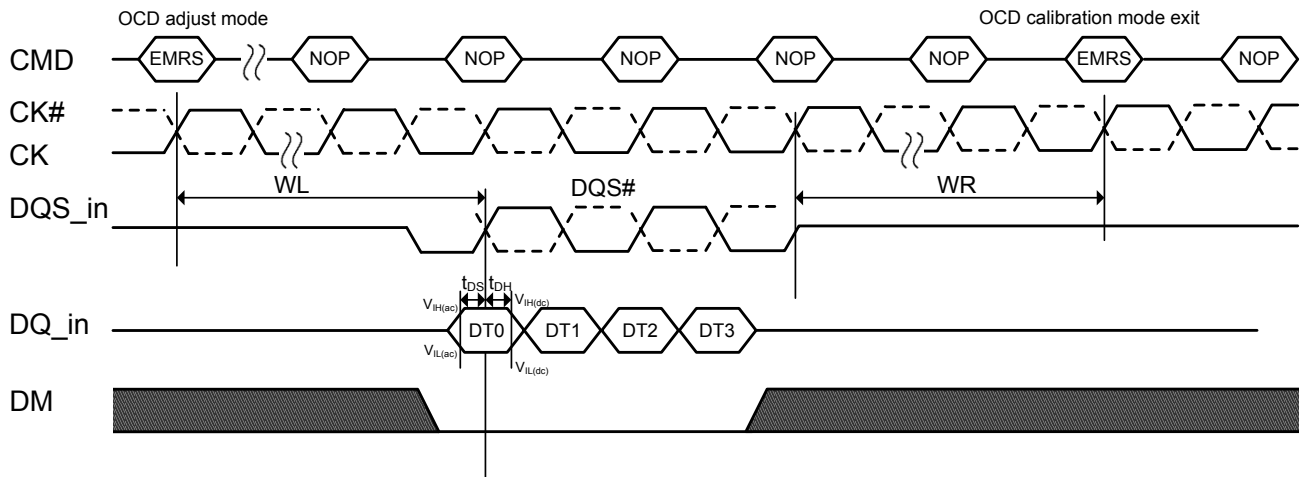 OCD adjust mode OCD calibration mode exit
CMD EMRS NOP NOP NOP NOP NOP EMRS NOP
CK#
CK
WL DQS# WR
DQS_in
tDS tDH
VIH(ac) VIH(dc)
DQ_in DT0 DT1 DT2 DT3
VIL(ac) VIL(dc)
DM